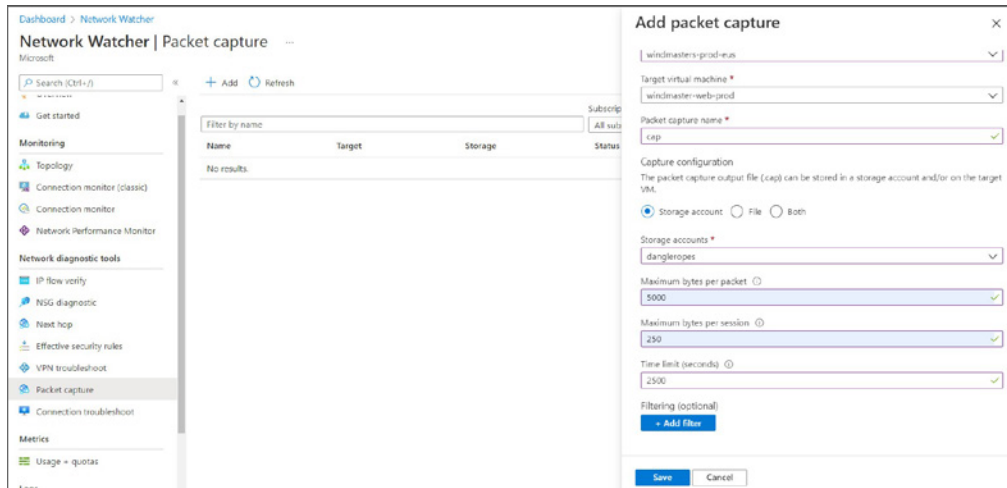 Dashboard > Network Watcher
Network Watcher | Packet capture ...
Microsoft
Search (Ctrl+/)
«
Get started
Monitoring
Topology
Connection monitor (classic)
Connection monitor
Network Performance Monitor
Network diagnostic tools
IP flow verify
NSG diagnostic
Next hop
Effective security rules
VPN troubleshoot
Packet capture
Connection troubleshoot
Metrics
Usage + quotas
+ Add Refresh
Subscrip
Filter by name All sub
Name Target Storage Status
No results.
Add packet capture
windmasters-prod-eus
Target virtual machine *
windmaster-web-prod
Packet capture name *
cap
Capture configuration
The packet capture output file (.cap) can be stored in a storage account and/or on the target
VM.
Storage account File Both
Storage accounts *
dangleropes
Maximum bytes per packet
5000
Maximum bytes per session
250
Time limit (seconds)
2500
Filtering (optional)
+ Add filter
Save Cancel